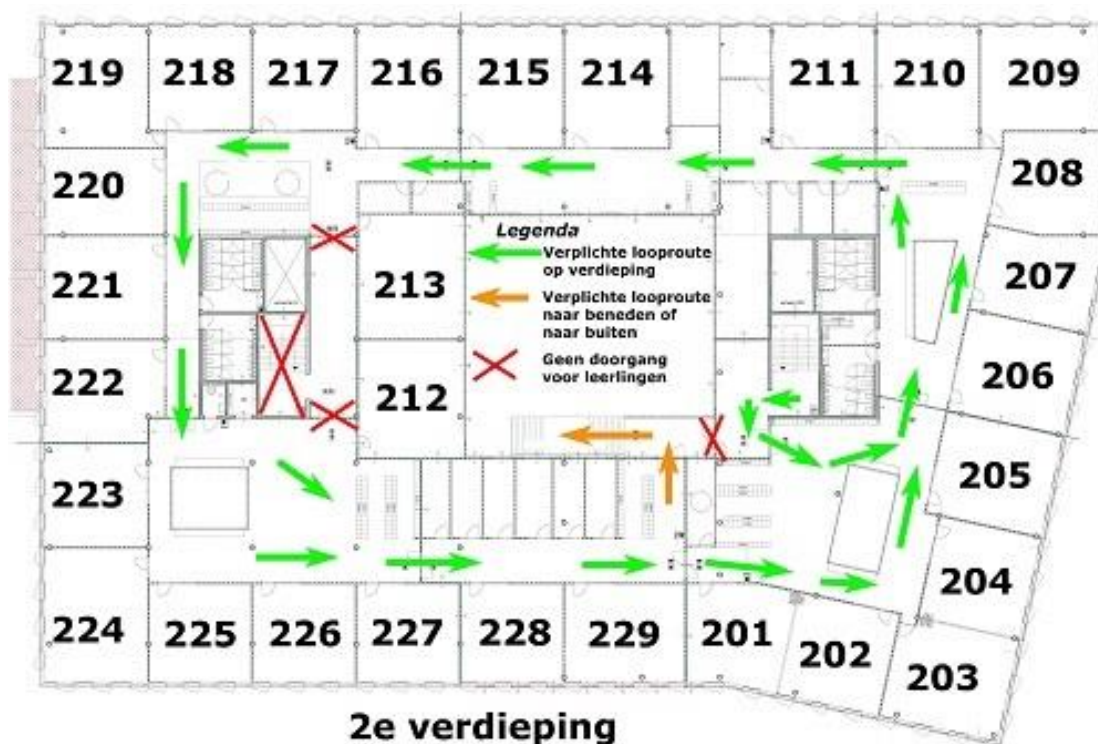 219 218 217 216 215 214 211 210 209
220
208
221
213
207
222
212
206
Legenda
Verplichte looproute
op verdieping
Verplichte looproute
naar beneden of
naar buiten
Geen doorgang
voor leerlingen
223
205
204
224 225 226 227 228 229 201 202 203
2e verdieping